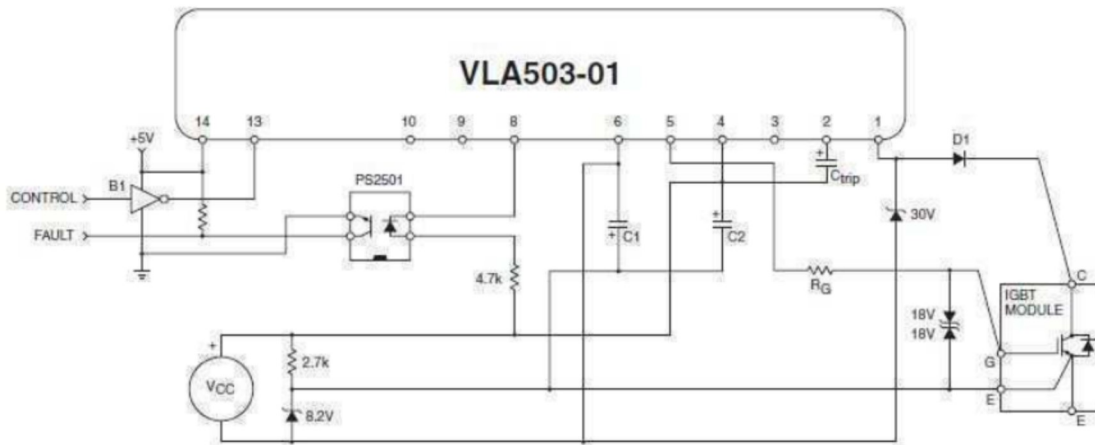 VLA503-01
14
13
10
9
8
6
5
4
3
2
1
+5V
D1
CONTROL
B1
PS2501
+
Ctrip
30V
FAULT
+
C1
+
C2
4.7k
RG
C
IGBT
MODULE
18V
18V
+
2.7k
G
VCC
8.2V
E
E